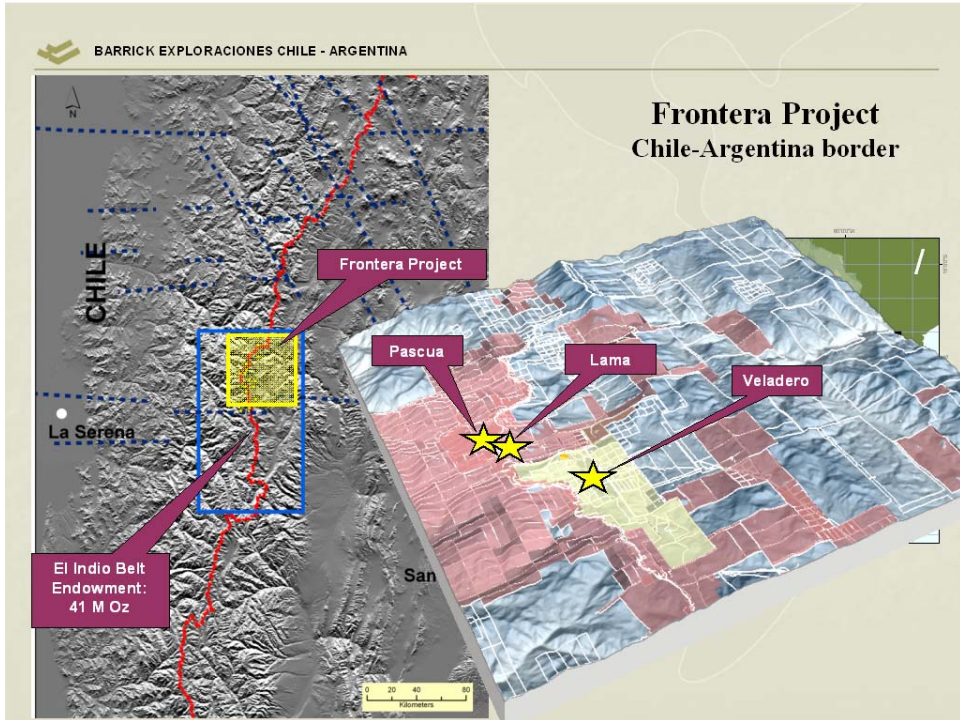 BARRICK EXPLORACIONES CHILE - ARGENTINA
Frontera Project
Chile-Argentina border
N
CHILE
Frontera Project
Pascua
Lama
Veladero
La Serena
El Indio Belt
Endowment:
41 M Oz
San
0 20 40 80
Kilometers